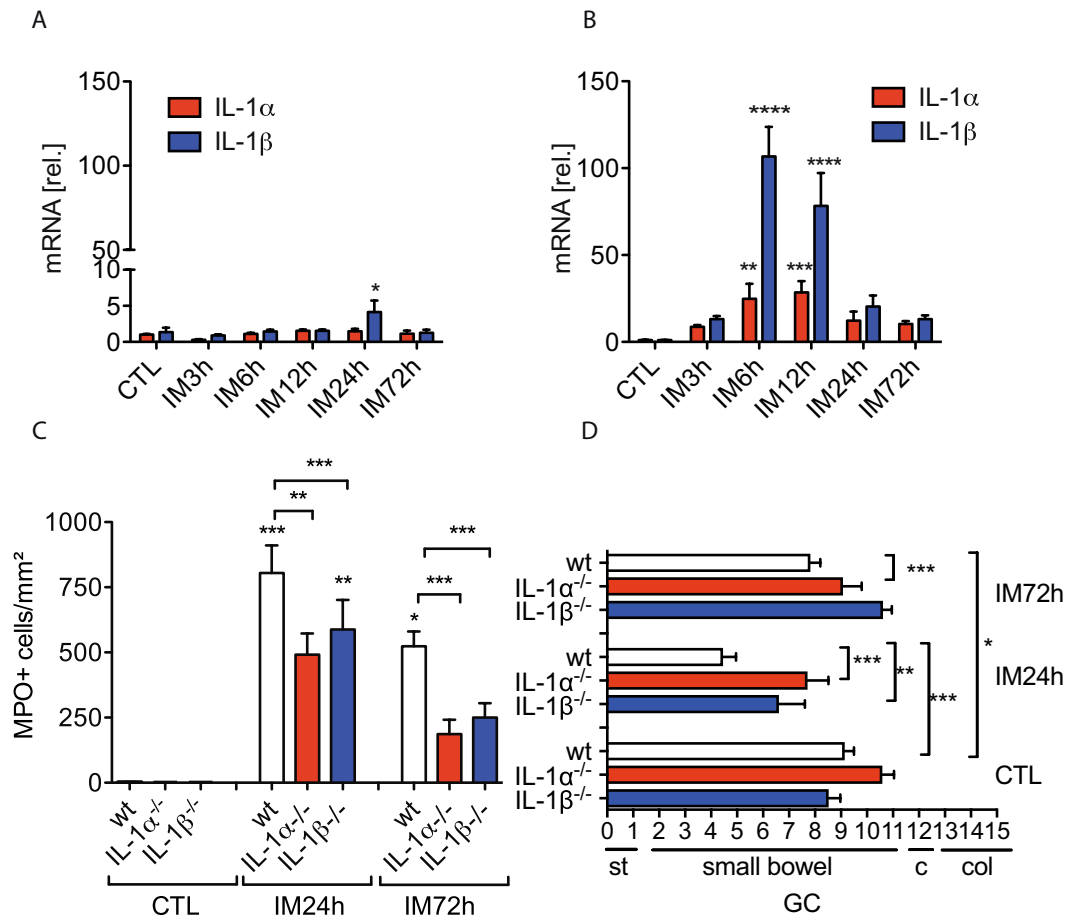 A
mRNA [rel.]
150
100
50
10
5
0
IL-1α
IL-1β
*
CTL
IM3h
IM6h
IM12h
IM24h
IM72h
B
mRNA [rel.]
150
100
50
0
IL-1α
IL-1β
**
****
***
****
CTL
IM3h
IM6h
IM12h
IM24h
IM72h
C
MPO+ cells/mm²
1000
750
500
250
0
***
**
***
**
***
***
*
wt
IL-1α-/-
IL-1β-/-
wt
IL-1α-/-
IL-1β-/-
wt
IL-1α-/-
IL-1β-/-
CTL
IM24h
IM72h
D
wt
IL-1α-/-
IL-1β-/-
***
IM72h
wt
IL-1α-/-
IL-1β-/-
***
**
***
*
IM24h
wt
IL-1α-/-
IL-1β-/-
CTL
0 1 2 3 4 5 6 7 8 9 10 11 12 13 14 15
st small bowel c col
GC